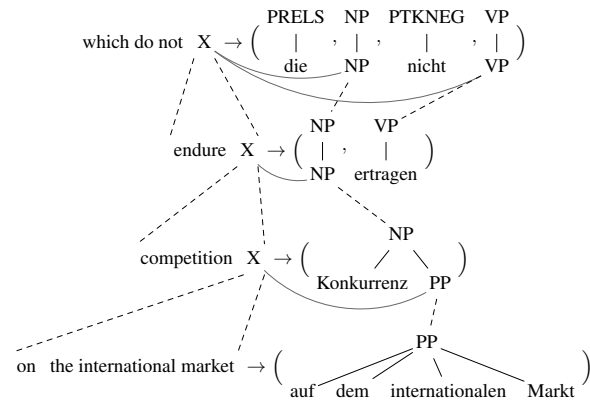 PRELS NP PTKNEG VP
which do not X → ( , , , )
die NP nicht VP
NP VP
endure X → ( , )
NP ertragen
NP
competition X → ( )
Konkurrenz PP
PP
on the international market → ( )
auf dem internationalen Markt